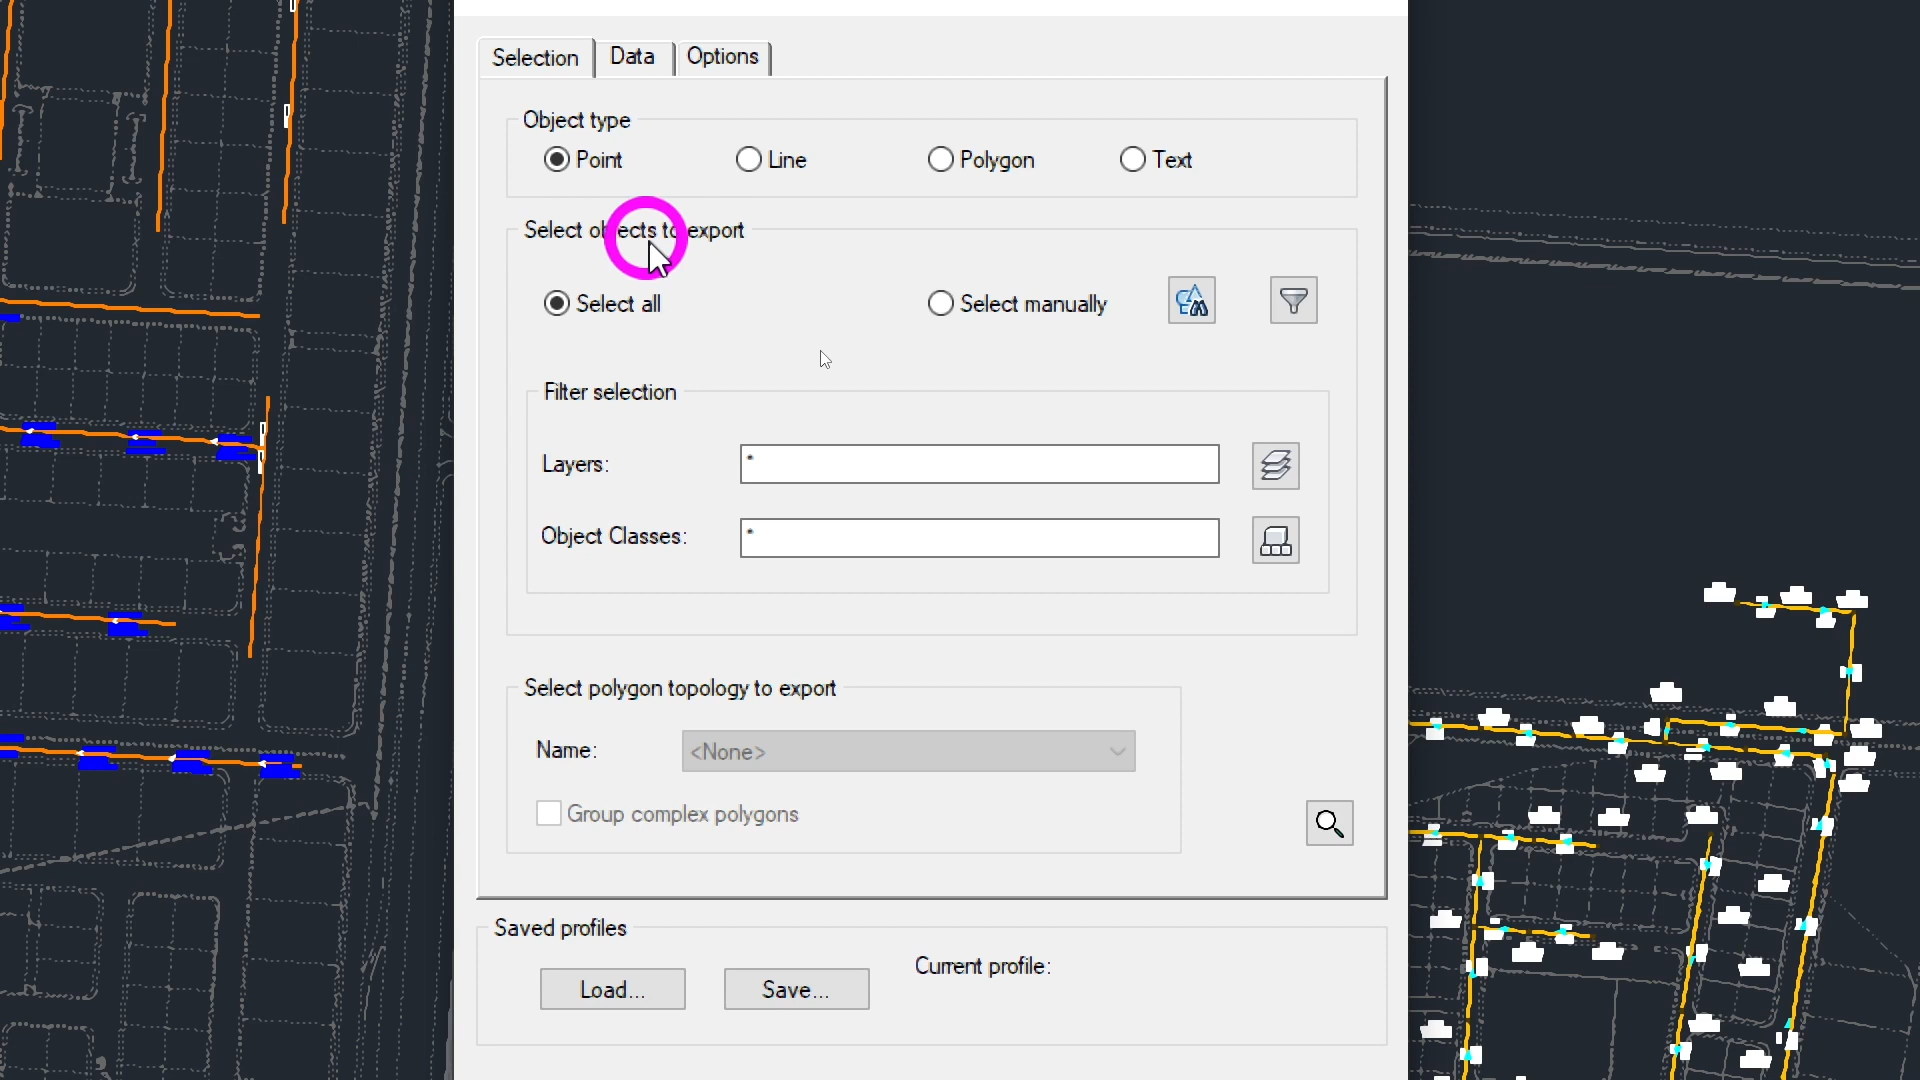 Selection
Data
Options
Object type
Point
Line
Polygon
Text
Select objects to export
Select all
Select manually
Filter selection
Layers:
*
Object Classes:
*
Select polygon topology to export
Name:
<None>
Group complex polygons
Saved profiles
Load...
Save...
Current profile: